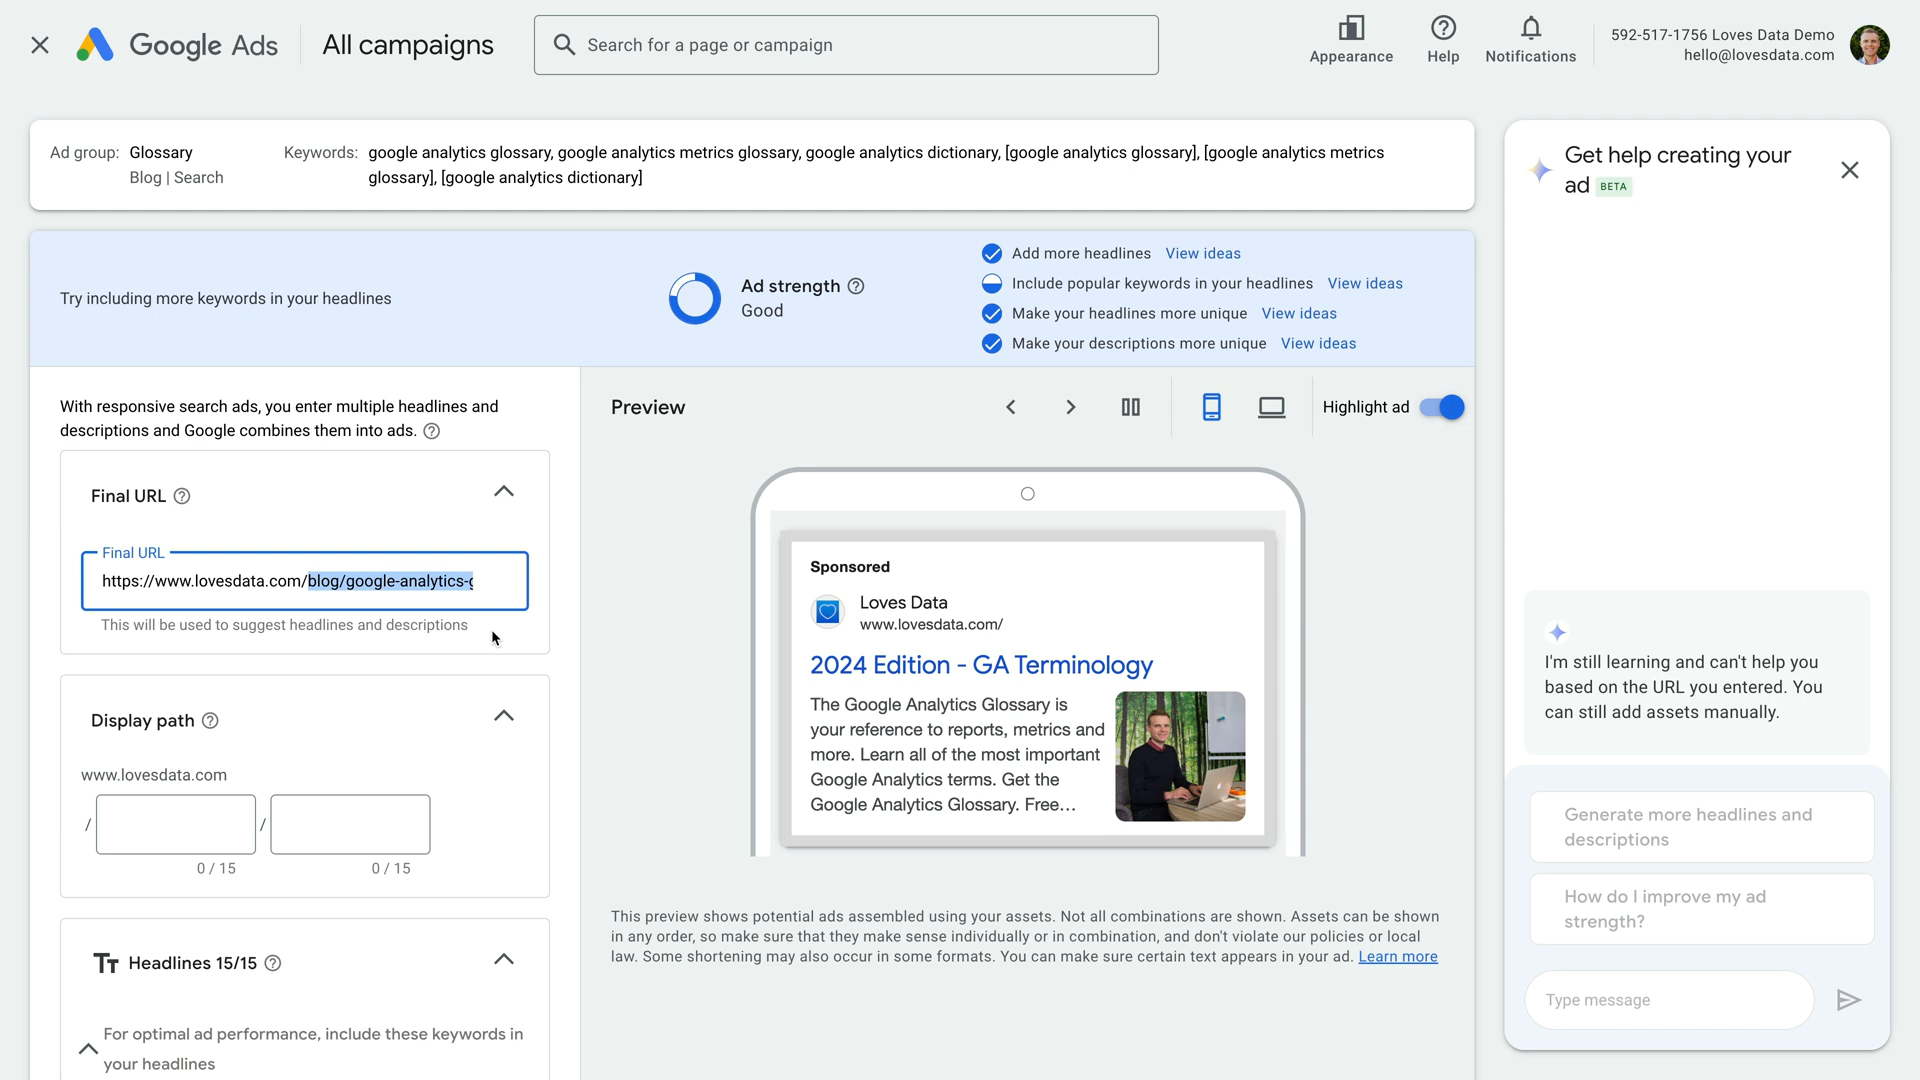 Google Ads
All campaigns
Search for a page or campaign
Appearance
Help
Notifications
592-517-1756 Loves Data Demo
hello@lovesdata.com
Ad group: Glossary
Blog | Search
Keywords: google analytics glossary, google analytics metrics glossary, google analytics dictionary, [google analytics glossary], [google analytics metrics
glossary], [google analytics dictionary]
Try including more keywords in your headlines
Ad strength
Good
Add more headlines View ideas
Include popular keywords in your headlines View ideas
Make your headlines more unique View ideas
Make your descriptions more unique View ideas
With responsive search ads, you enter multiple headlines and
descriptions and Google combines them into ads.
Final URL
Final URL
https://www.lovesdata.com/blog/google-analytics-g
This will be used to suggest headlines and descriptions
Display path
www.lovesdata.com
/ /
0 / 15 0 / 15
Headlines 15/15
For optimal ad performance, include these keywords in
your headlines
Preview
Highlight ad
Sponsored
Loves Data
www.lovesdata.com/
2024 Edition - GA Terminology
The Google Analytics Glossary is
your reference to reports, metrics and
more. Learn all of the most important
Google Analytics terms. Get the
Google Analytics Glossary. Free...
This preview shows potential ads assembled using your assets. Not all combinations are shown. Assets can be shown
in any order, so make sure that they make sense individually or in combination, and don't violate our policies or local
law. Some shortening may also occur in some formats. You can make sure certain text appears in your ad. Learn more
Get help creating your
ad BETA
I'm still learning and can't help you
based on the URL you entered. You
can still add assets manually.
Generate more headlines and
descriptions
How do I improve my ad
strength?
Type message